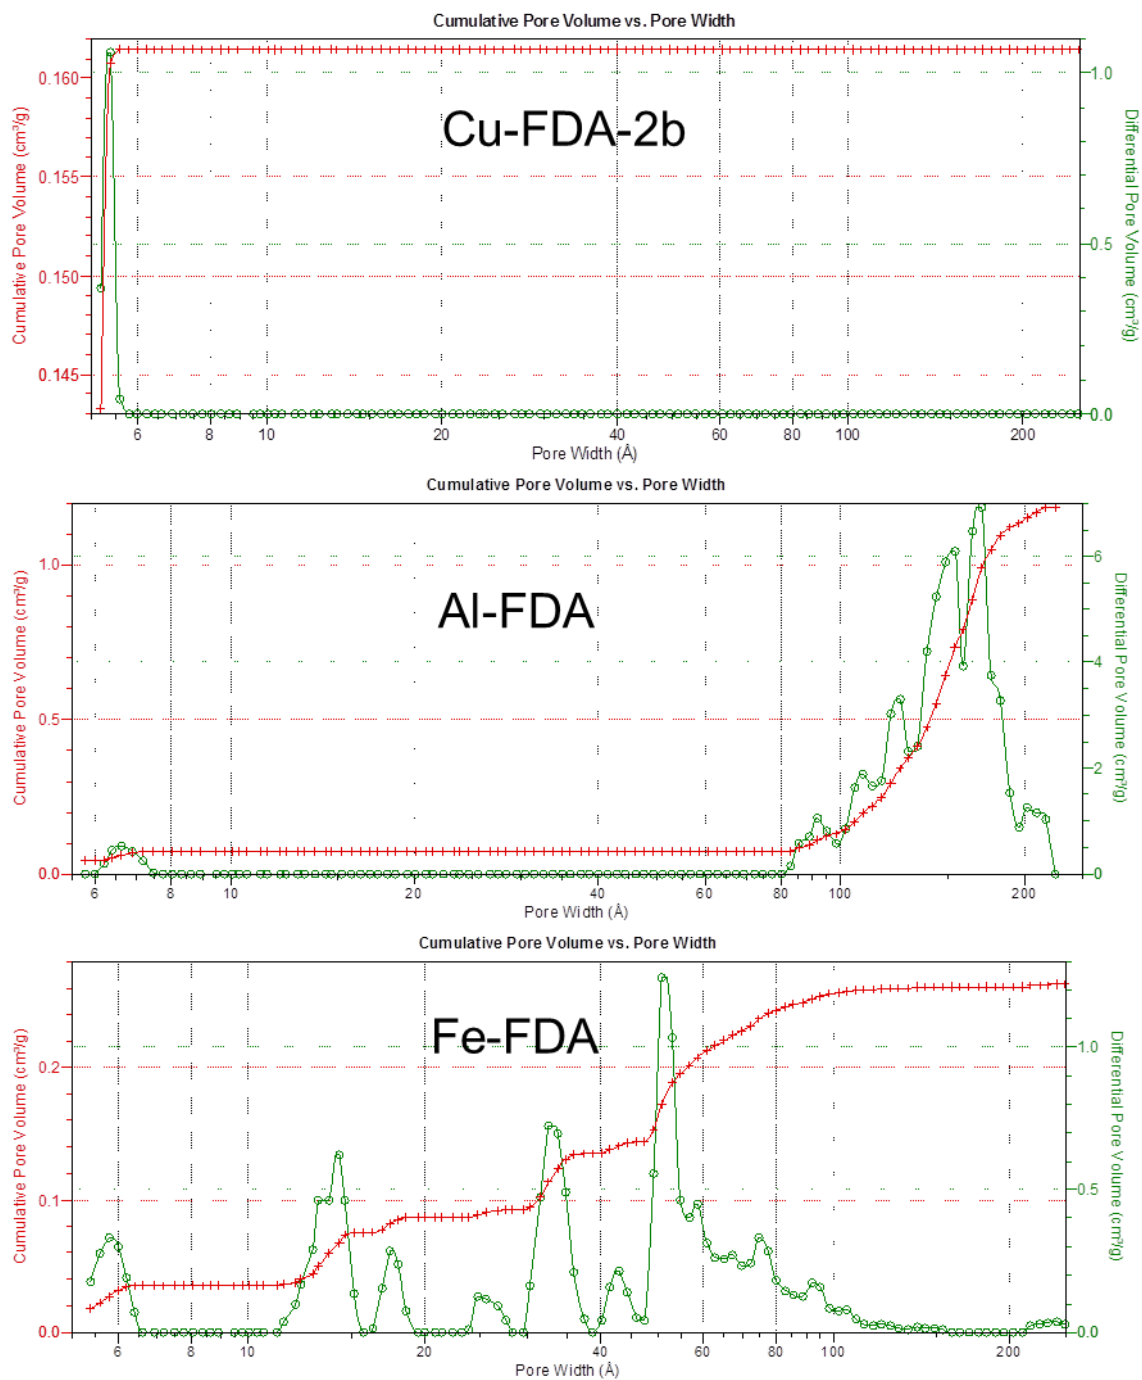 Cumulative Pore Volume vs. Pore Width
Cumulative Pore Volume (cm³/g)
0.160
0.155
0.150
0.145
Cu-FDA-2b
1.0
0.5
0.0
Differential Pore Volume (cm³/g)
6 8 10 20 40 60 80 100 200
Pore Width (Å)
Cumulative Pore Volume vs. Pore Width
Cumulative Pore Volume (cm³/g)
1.0
0.5
0.0
Al-FDA
6
4
2
0
Differential Pore Volume (cm³/g)
6 8 10 20 40 60 80 100 200
Pore Width (Å)
Cumulative Pore Volume vs. Pore Width
Cumulative Pore Volume (cm³/g)
0.2
0.1
0.0
Fe-FDA
1.0
0.5
0.0
Differential Pore Volume (cm³/g)
6 8 10 20 40 60 80 100 200
Pore Width (Å)